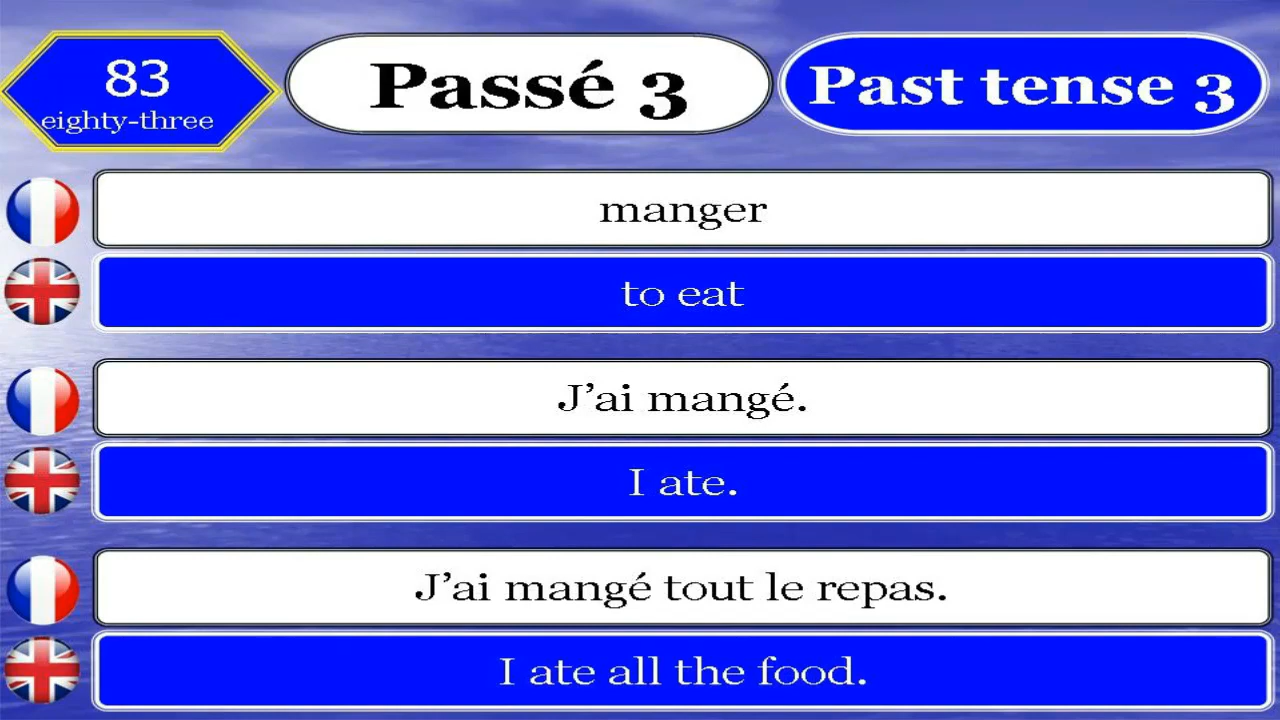 83
eighty-three
Passé 3
Past tense 3
manger
to eat
J’ai mangé.
I ate.
J’ai mangé tout le repas.
I ate all the food.